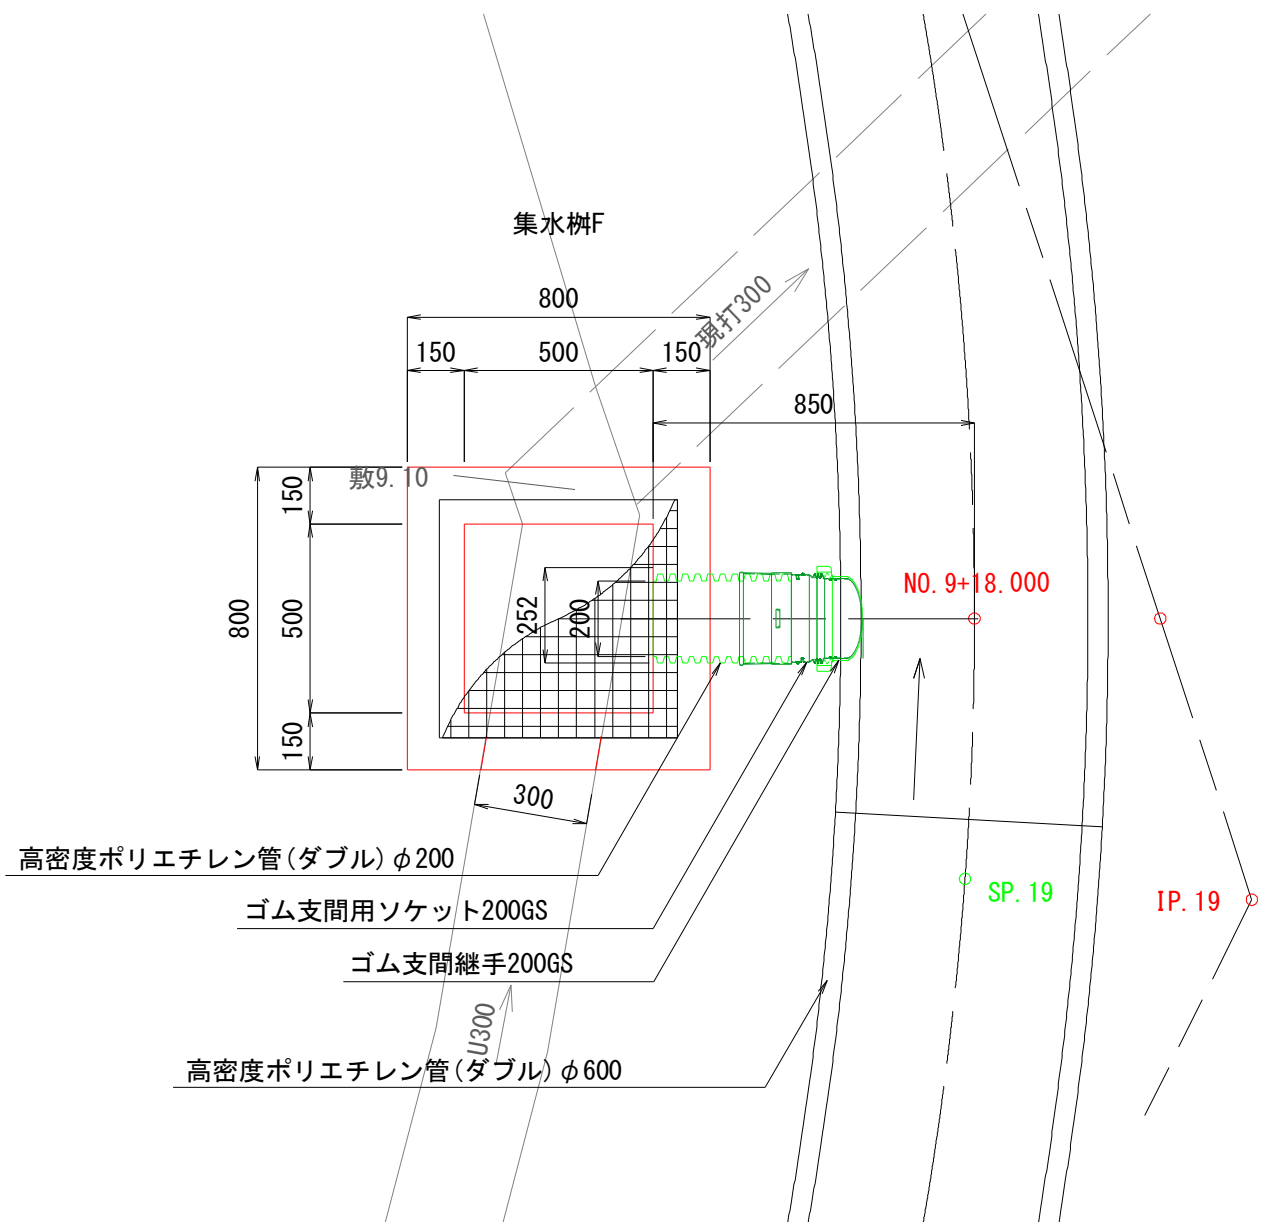 集水桝F
800
現打300
150
500
150
850
敷9.10
150
500
800
150
252
200
NO.9+18.000
300
高密度ポリエチレン管(ダブル)φ200
SP.19
IP.19
ゴム支間用ソケット200GS
ゴム支間継手200GS
U300
高密度ポリエチレン管(ダブル)φ600